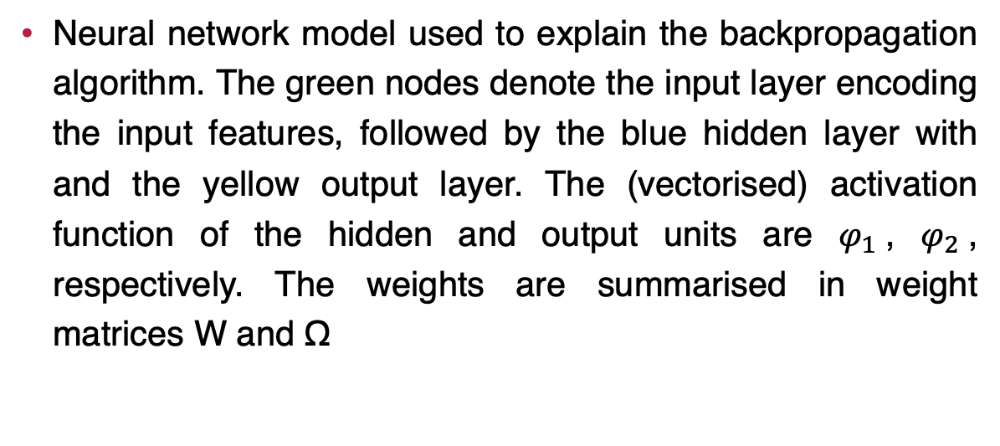 • Neural network model used to explain the backpropagation
algorithm. The green nodes denote the input layer encoding
the input features, followed by the blue hidden layer with
and the yellow output layer. The (vectorised) activation
function of the hidden and output units are 𝜑₁, 𝜑₂,
respectively. The weights are summarised in weight
matrices W and Ω